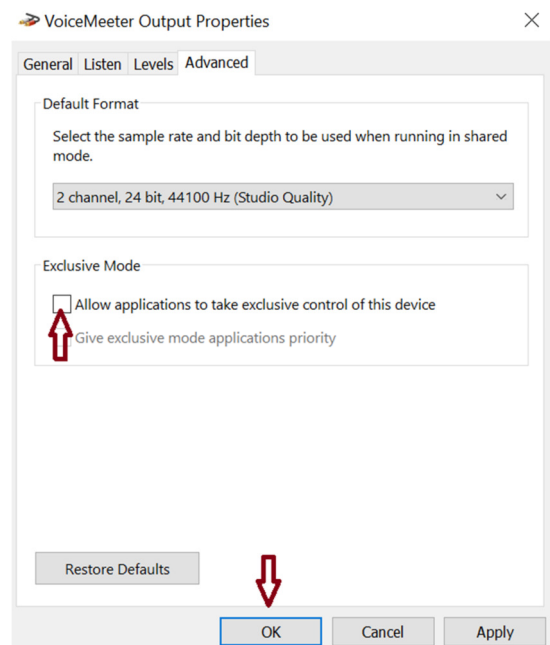 VoiceMeeter Output Properties
General Listen Levels Advanced
Default Format
Select the sample rate and bit depth to be used when running in shared
mode.
2 channel, 24 bit, 44100 Hz (Studio Quality)
Exclusive Mode
Allow applications to take exclusive control of this device
Give exclusive mode applications priority
Restore Defaults
OK Cancel Apply